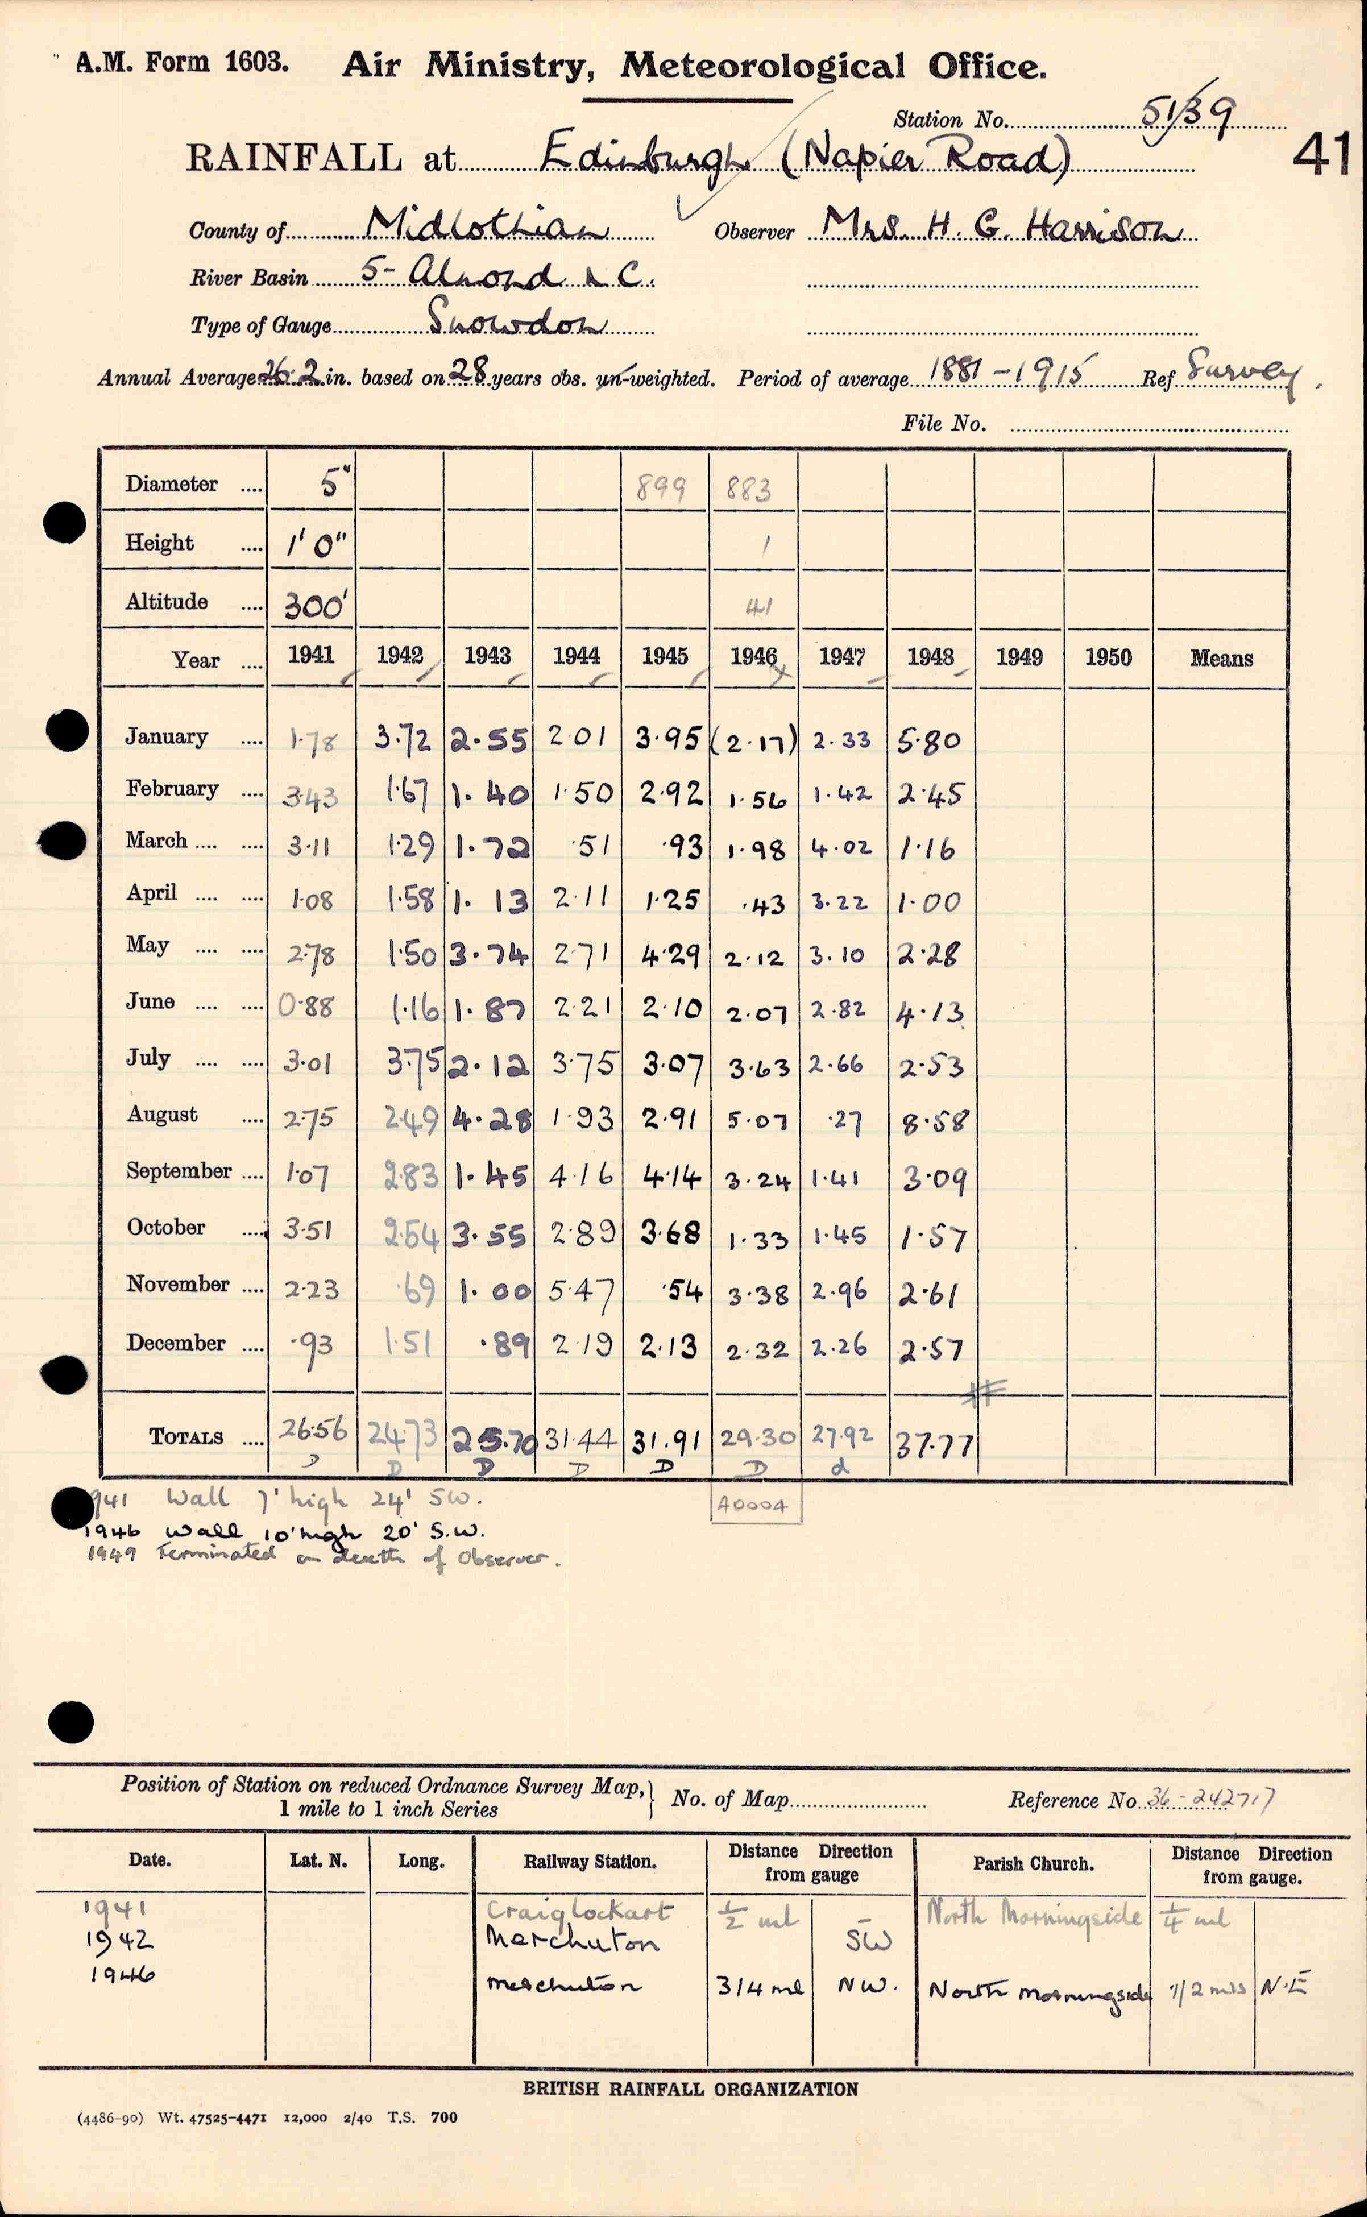 A.M. Form 1603. Air Ministry, Meteorological Office.
Station No. 51/39
41
RAINFALL at Edinburgh (Napier Road)
County of Midlothian Observer Mrs. H. G. Harrison
River Basin 5- Almond & C.
Type of Gauge Snowdon
Annual Average 26.2 in. based on 28 years obs. un-weighted. Period of average 1881-1915 Ref Survey.
File No.
Diameter .... 5" 899 883
Height .... 1' 0" 1
Altitude .... 300' 41
Year .... 1941 1942 1943 1944 1945 1946 1947 1948 1949 1950 Means
January .... 1.78 3.72 2.55 2.01 3.95 (2.17) 2.33 5.80
February .... 3.43 1.67 1.40 1.50 2.92 1.56 1.42 2.45
March .... .... 3.11 1.29 1.72 .51 .93 1.98 4.02 1.16
April .... .... 1.08 1.58 1.13 2.11 1.25 .43 3.22 1.00
May .... .... 2.78 1.50 3.74 2.71 4.29 2.12 3.10 2.28
June .... .... 0.88 1.16 1.87 2.21 2.10 2.07 2.82 4.13
July .... .... 3.01 3.75 2.12 3.75 3.07 3.63 2.66 2.53
August .... 2.75 2.49 4.28 1.93 2.91 5.07 .27 8.58
September .... 1.07 2.83 1.45 4.16 4.14 3.24 1.41 3.09
October .... 3.51 2.54 3.55 2.89 3.68 1.33 1.45 1.57
November .... 2.23 .69 1.00 5.47 .54 3.38 2.96 2.61
December .... .93 1.51 .89 2.19 2.13 2.32 2.26 2.57
TOTALS .... 26.56 24.73 25.70 31.44 31.91 29.30 27.92 37.77
D D D D D D d
1941 Wall 7' high 24' SW. A0004
1946 Wall 10' high 20' S.W.
1949 Terminated on death of Observer.
Position of Station on reduced Ordnance Survey Map, 1 mile to 1 inch Series No. of Map Reference No. 36-242717
Date. Lat. N. Long. Railway Station. Distance Direction from gauge Parish Church. Distance Direction from gauge.
1941 Craiglockart 1/2 ml - North Morningside 1/4 ml
1942 Merchuton SW
1946 Merchuton 3/4 ml NW. North Morningside 1/2 mls N.E
BRITISH RAINFALL ORGANIZATION
(4486-90) Wt. 47525-4471 12,000 2/40 T.S. 700